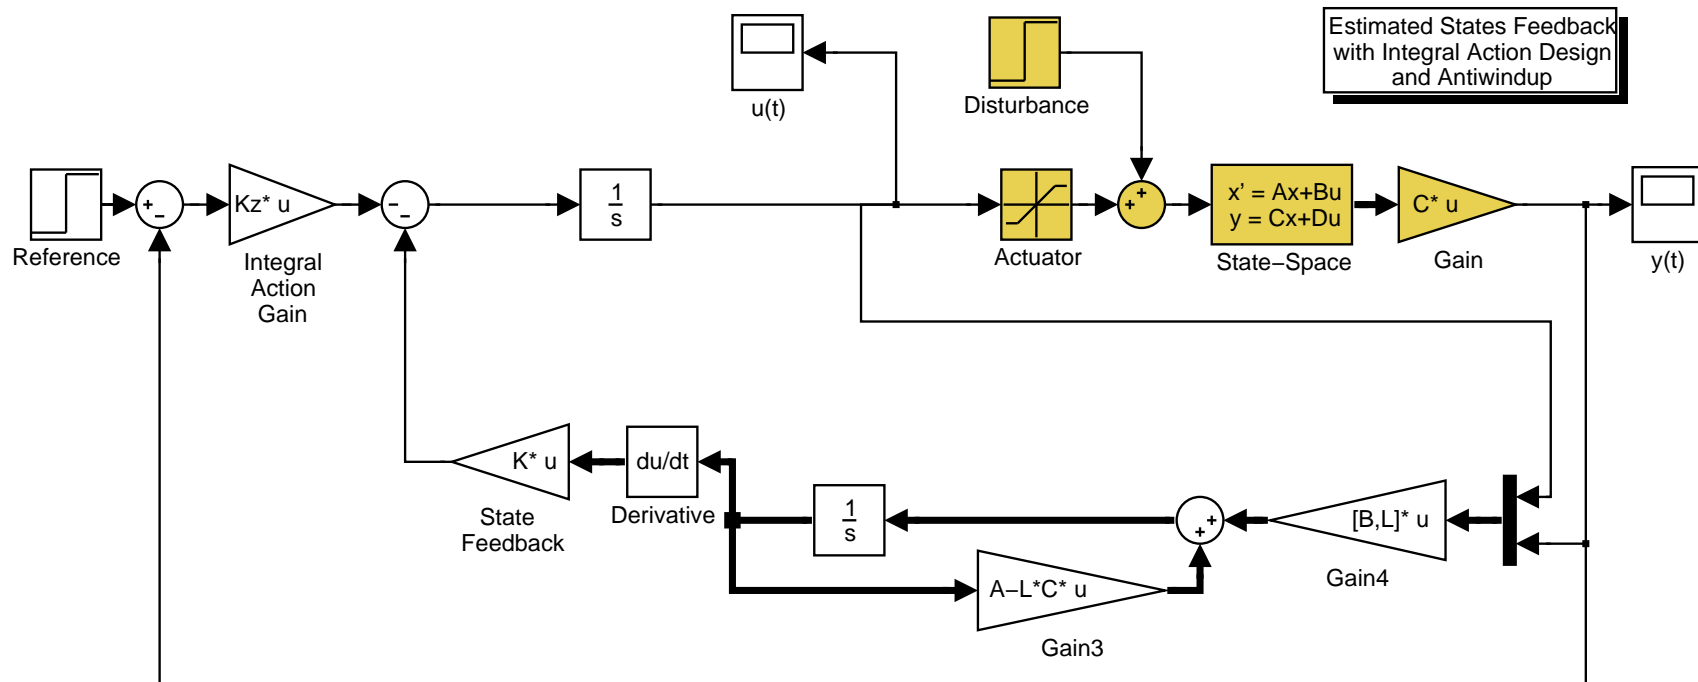 Estimated States Feedback
with Integral Action Design
and Antiwindup
u(t)
Disturbance
Reference
+
−
Kz* u
Integral
Action
Gain
−
−
1
s
Actuator
+
+
x' = Ax+Bu
y = Cx+Du
State−Space
C* u
Gain
y(t)
K* u
State
Feedback
du/dt
Derivative
1
s
+
+
[B,L]* u
Gain4
A−L*C* u
Gain3